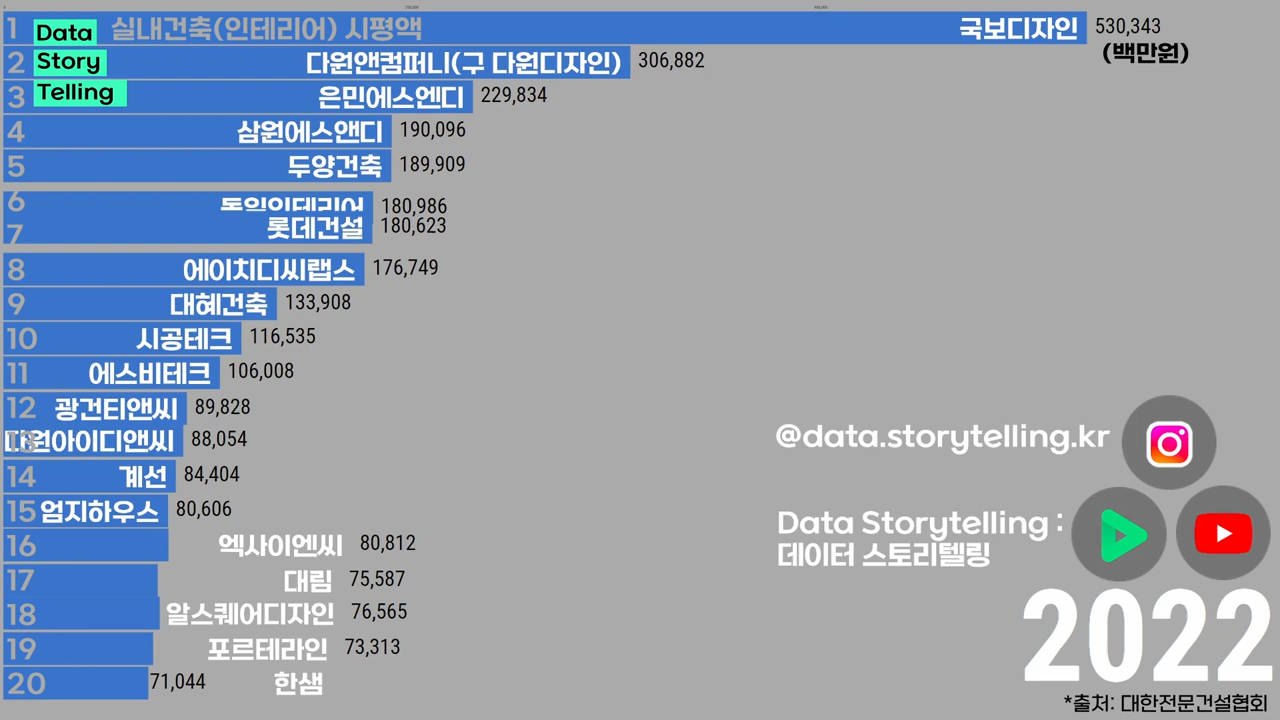 1 Data 실내건축(인테리어) 시평액 국보디자인 530,343
(백만원)
2 Story 다원앤컴퍼니(구 다원디자인) 306,882
3 Telling 은민에스엔디 229,834
4 삼원에스앤디 190,096
5 두양건축 189,909
6 180,986
7 롯데건설 180,623
8 에이치디씨랩스 176,749
9 대혜건축 133,908
10 시공테크 116,535
11 에스비테크 106,008
12 광건티앤씨 89,828
13 다원아이디앤씨 88,054
14 계선 84,404
15 엄지하우스 80,606
16 엑사이엔씨 80,812
17 대림 75,587
18 알스퀘어디자인 76,565
19 포르테라인 73,313
20 71,044 한샘
@data.storytelling.kr
Data Storytelling :
데이터 스토리텔링
2022
*출처: 대한전문건설협회